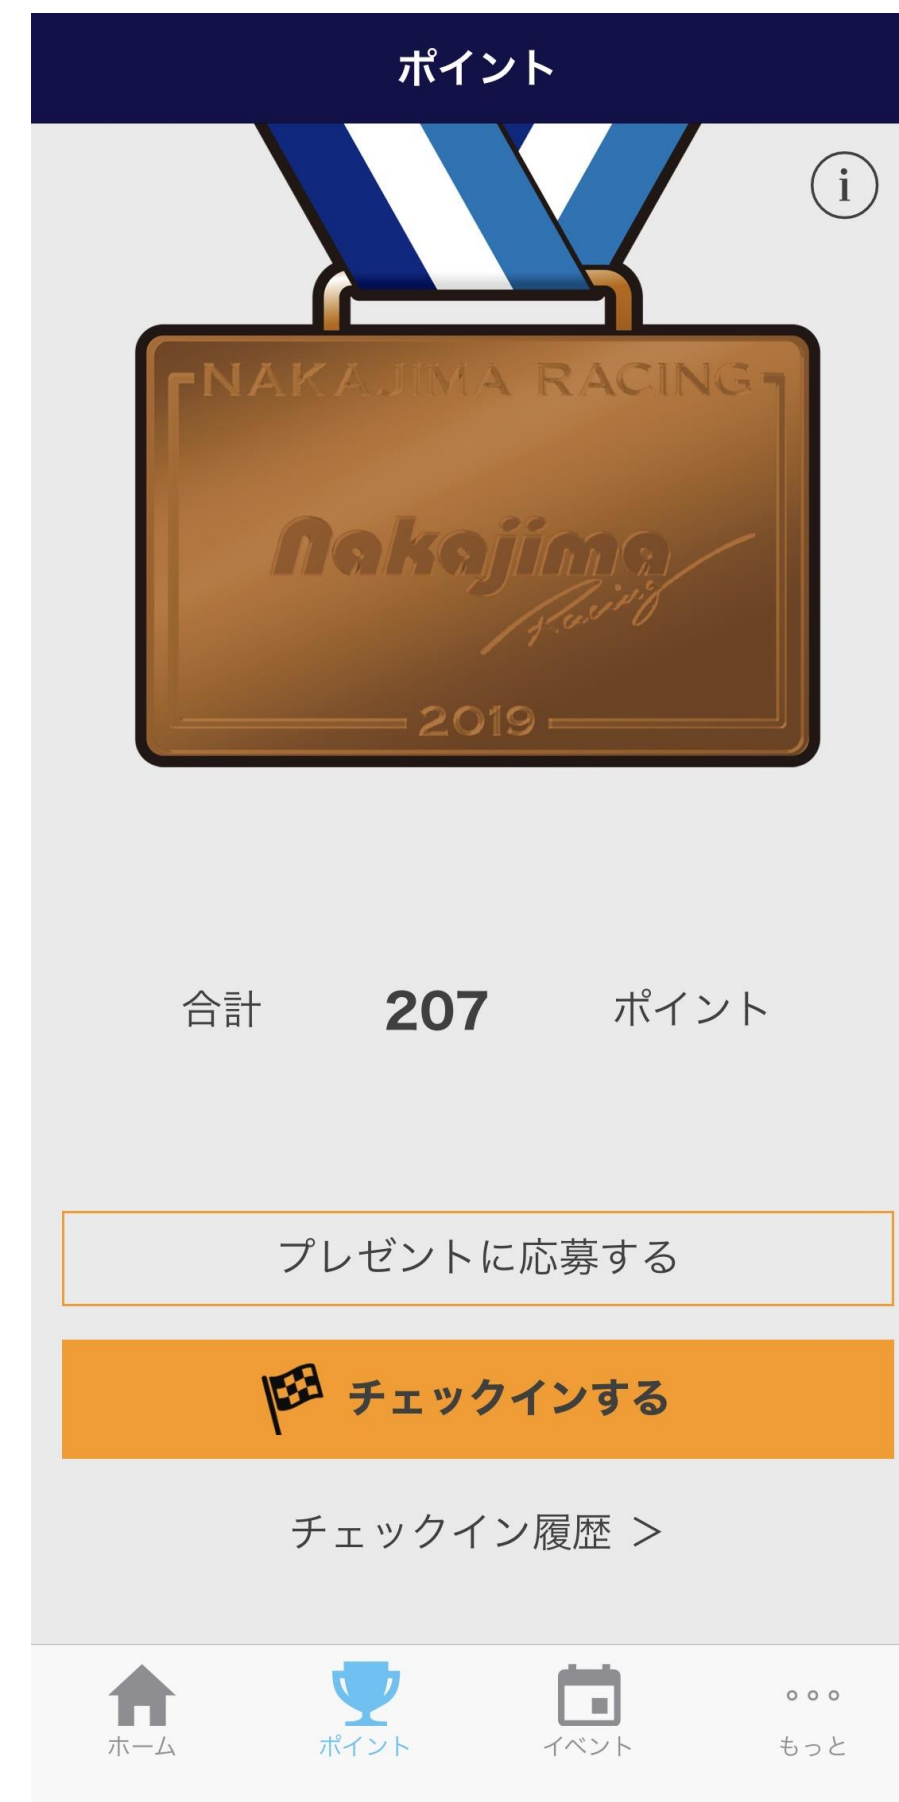 ポイント
i
NAKAJIMA RACING
Nakajima
Racing
2019
合計 207 ポイント
プレゼントに応募する
チェックインする
チェックイン履歴 ＞
ホーム ポイント イベント もっと